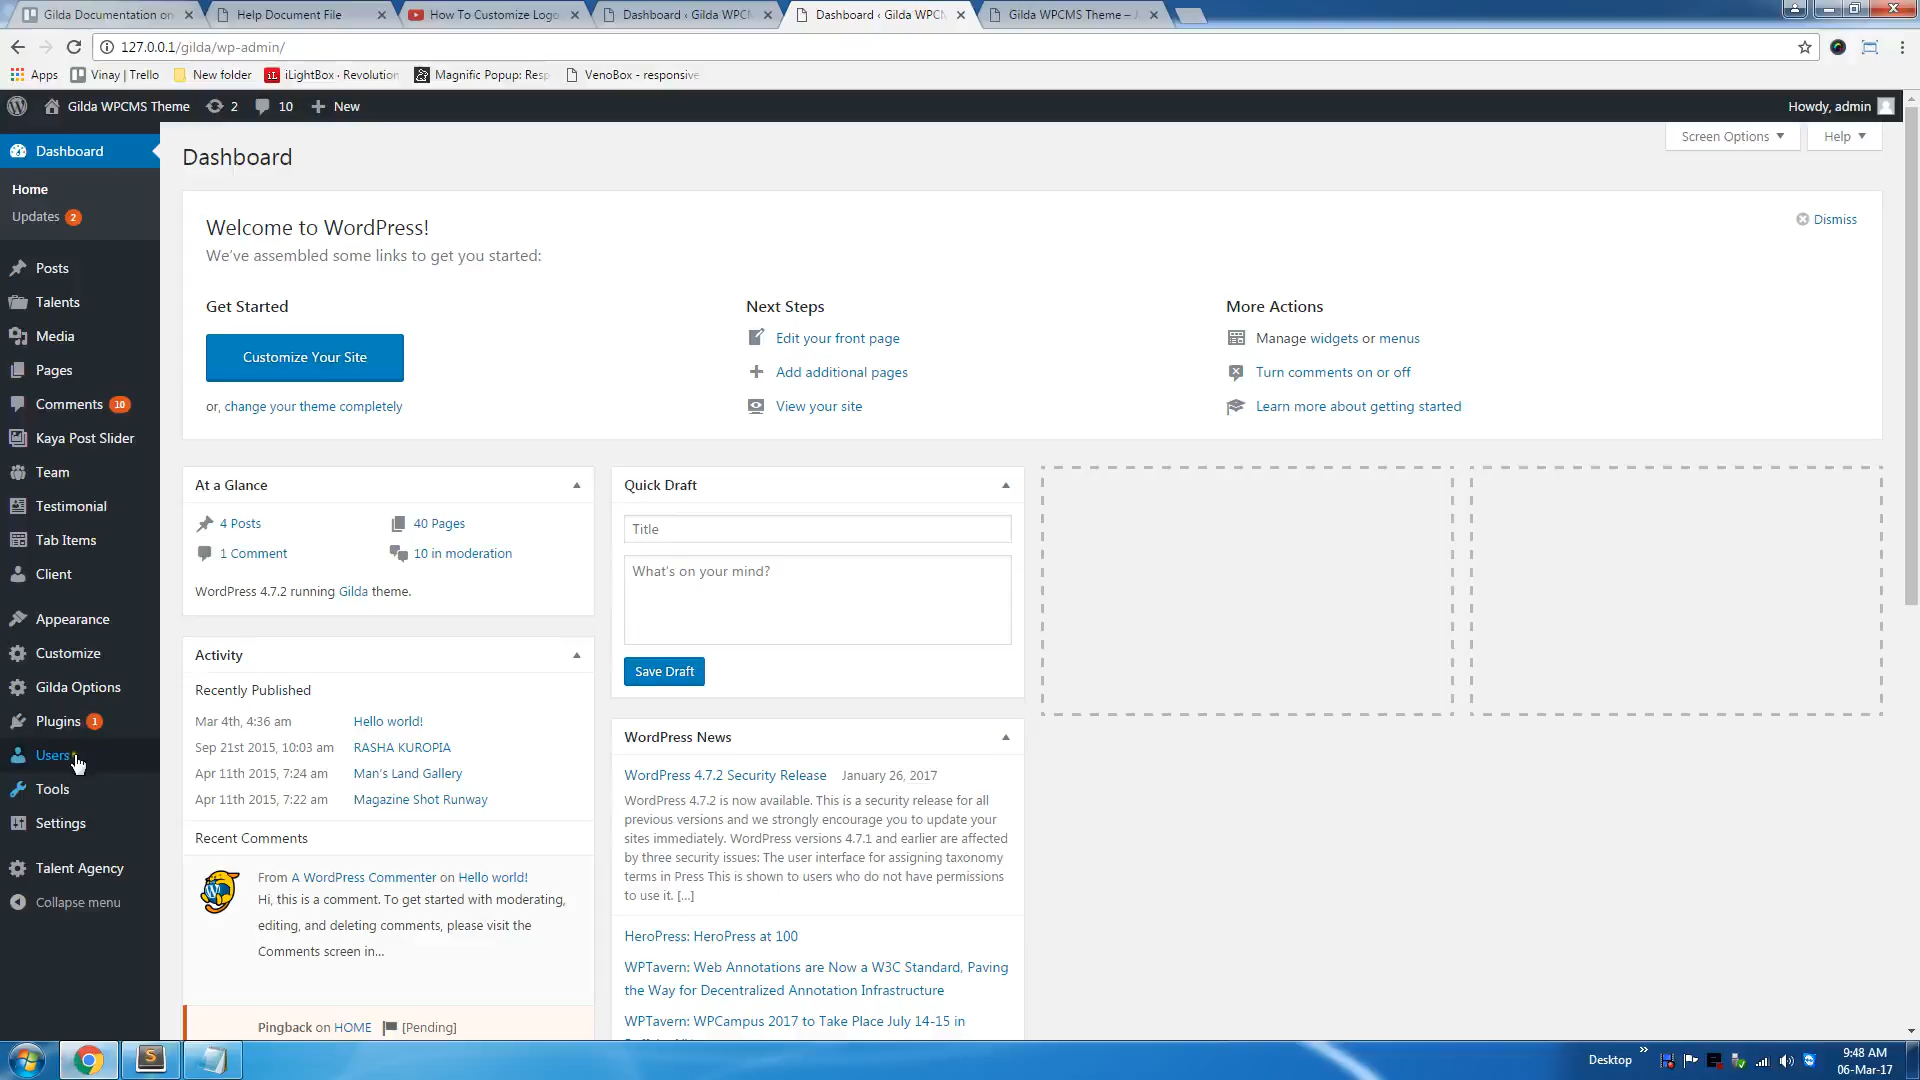 Gilda Documentation on
Help Document File
How To Customize Logo
Dashboard ‹ Gilda WPCM
Dashboard ‹ Gilda WPCM
Gilda WPCMS Theme –
127.0.0.1/gilda/wp-admin/
Apps
Vinay | Trello
New folder
iL iLightBox · Revolution
Magnific Popup: Resp
VenoBox - responsive
Gilda WPCMS Theme
2
10
New
Howdy, admin
Dashboard
Screen Options
Help
Dashboard
Home
Updates 2
Posts
Talents
Media
Pages
Comments 10
Kaya Post Slider
Team
Testimonial
Tab Items
Client
Appearance
Customize
Gilda Options
Plugins 1
Users
Tools
Settings
Talent Agency
Collapse menu
Welcome to WordPress!
Dismiss
We've assembled some links to get you started:
Get Started
Customize Your Site
or, change your theme completely
Next Steps
Edit your front page
Add additional pages
View your site
More Actions
Manage widgets or menus
Turn comments on or off
Learn more about getting started
At a Glance
4 Posts
40 Pages
1 Comment
10 in moderation
WordPress 4.7.2 running Gilda theme.
Activity
Recently Published
Mar 4th, 4:36 am Hello world!
Sep 21st 2015, 10:03 am RASHA KUROPIA
Apr 11th 2015, 7:24 am Man's Land Gallery
Apr 11th 2015, 7:22 am Magazine Shot Runway
Recent Comments
From A WordPress Commenter on Hello world!
Hi, this is a comment. To get started with moderating,
editing, and deleting comments, please visit the
Comments screen in...
Pingback on HOME [Pending]
Quick Draft
Title
What's on your mind?
Save Draft
WordPress News
WordPress 4.7.2 Security Release January 26, 2017
WordPress 4.7.2 is now available. This is a security release for all
previous versions and we strongly encourage you to update your
sites immediately. WordPress versions 4.7.1 and earlier are affected
by three security issues: The user interface for assigning taxonomy
terms in Press This is shown to users who do not have permissions
to use it. [...]
HeroPress: HeroPress at 100
WPTavern: Web Annotations are Now a W3C Standard, Paving
the Way for Decentralized Annotation Infrastructure
WPTavern: WPCampus 2017 to Take Place July 14-15 in
Desktop
9:48 AM
06-Mar-17